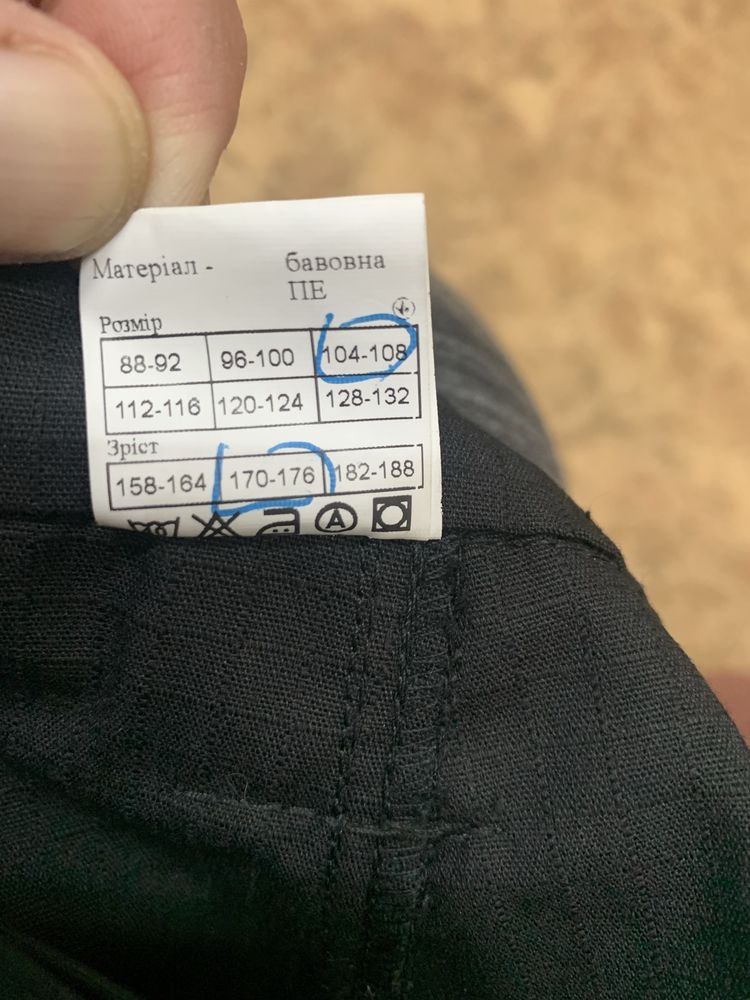 Матеріал - бавовна
ПЕ
Розмір
88-92 96-100 104-108
112-116 120-124 128-132
Зріст
158-164 170-176 182-188
A